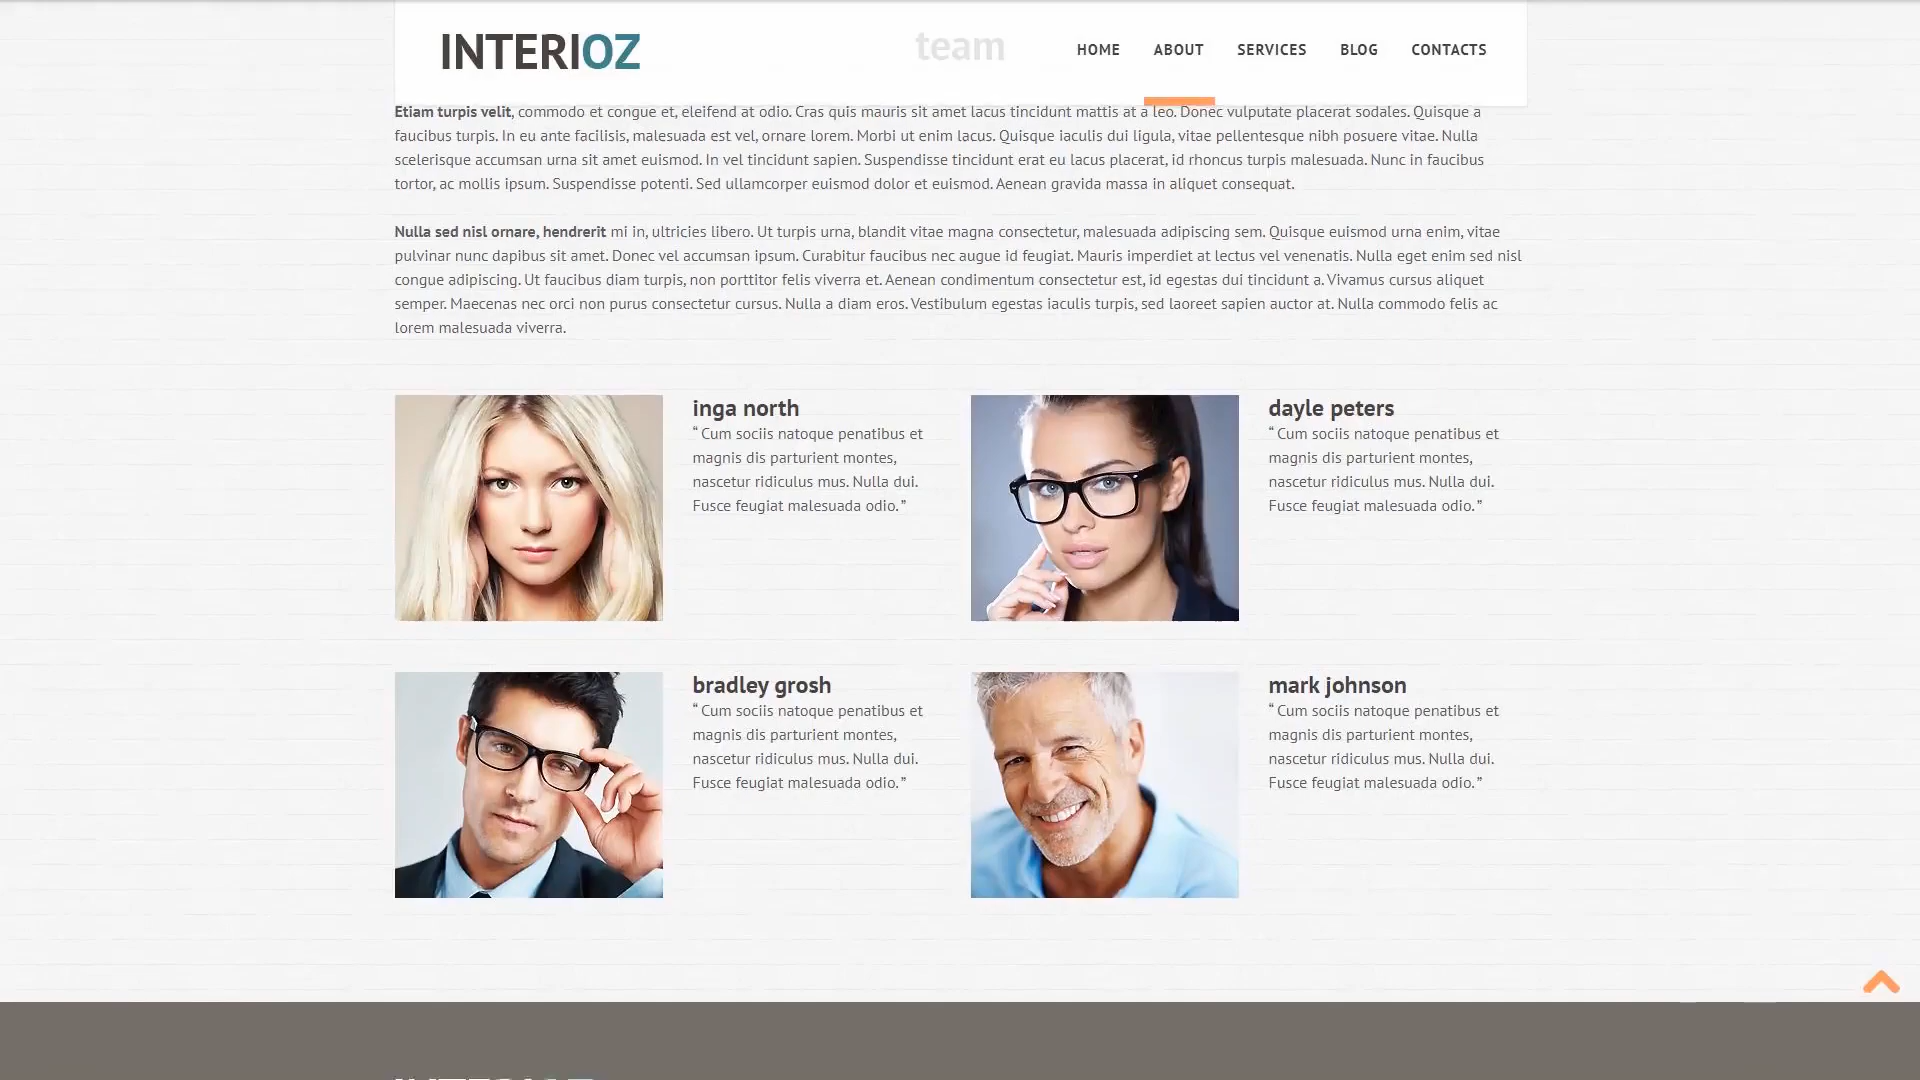 INTERIOZ
team
HOME ABOUT SERVICES BLOG CONTACTS
Etiam turpis velit, commodo et congue et, eleifend at odio. Cras quis mauris sit amet lacus tincidunt mattis at a leo. Donec vulputate placerat sodales. Quisque a
faucibus turpis. In eu ante facilisis, malesuada est vel, ornare lorem. Morbi ut enim lacus. Quisque iaculis dui ligula, vitae pellentesque nibh posuere vitae. Nulla
scelerisque accumsan urna sit amet euismod. In vel tincidunt sapien. Suspendisse tincidunt erat eu lacus placerat, id rhoncus turpis malesuada. Nunc in faucibus
tortor, ac mollis ipsum. Suspendisse potenti. Sed ullamcorper euismod dolor et euismod. Aenean gravida massa in aliquet consequat.
Nulla sed nisl ornare, hendrerit mi in, ultricies libero. Ut turpis urna, blandit vitae magna consectetur, malesuada adipiscing sem. Quisque euismod urna enim, vitae
pulvinar nunc dapibus sit amet. Donec vel accumsan ipsum. Curabitur faucibus nec augue id feugiat. Mauris imperdiet at lectus vel venenatis. Nulla eget enim sed nisl
congue adipiscing. Ut faucibus diam turpis, non porttitor felis viverra et. Aenean condimentum consectetur est, id egestas dui tincidunt a. Vivamus cursus aliquet
semper. Maecenas nec orci non purus consectetur cursus. Nulla a diam eros. Vestibulum egestas iaculis turpis, sed laoreet sapien auctor at. Nulla commodo felis ac
lorem malesuada viverra.
inga north
“ Cum sociis natoque penatibus et
magnis dis parturient montes,
nascetur ridiculus mus. Nulla dui.
Fusce feugiat malesuada odio. ”
dayle peters
“ Cum sociis natoque penatibus et
magnis dis parturient montes,
nascetur ridiculus mus. Nulla dui.
Fusce feugiat malesuada odio. ”
bradley grosh
“ Cum sociis natoque penatibus et
magnis dis parturient montes,
nascetur ridiculus mus. Nulla dui.
Fusce feugiat malesuada odio. ”
mark johnson
“ Cum sociis natoque penatibus et
magnis dis parturient montes,
nascetur ridiculus mus. Nulla dui.
Fusce feugiat malesuada odio. ”